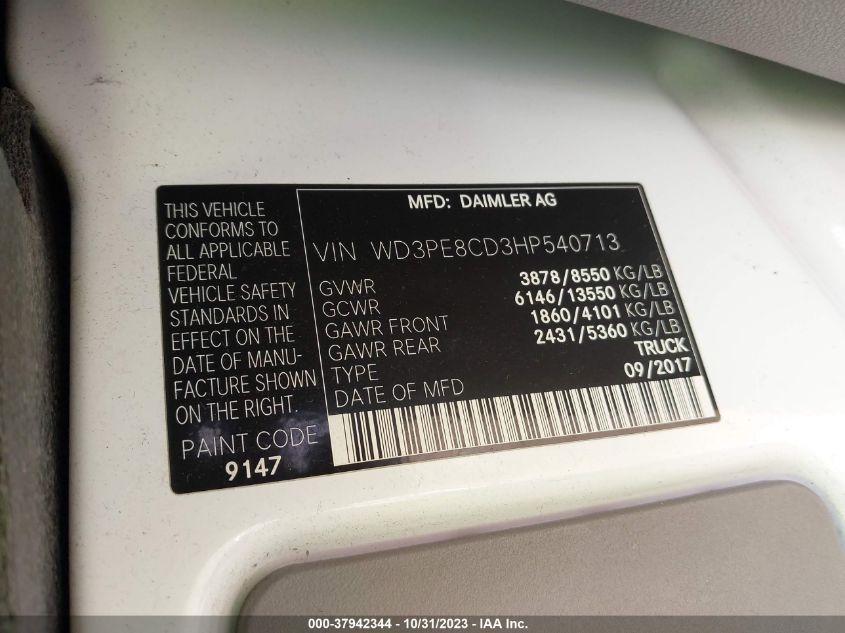 THIS VEHICLE
CONFORMS TO
ALL APPLICABLE
FEDERAL
VEHICLE SAFETY
STANDARDS IN
EFFECT ON THE
DATE OF MANU-
FACTURE SHOWN
ON THE RIGHT.
PAINT CODE
9147
MFD: DAIMLER AG
VIN WD3PE8CD3HP540713
GVWR 3878/8550 KG/LB
GCWR 6146/13550 KG/LB
GAWR FRONT 1860/4101 KG/LB
GAWR REAR 2431/5360 KG/LB
TYPE TRUCK
DATE OF MFD 09/2017
000-37942344 - 10/31/2023 - IAA Inc.